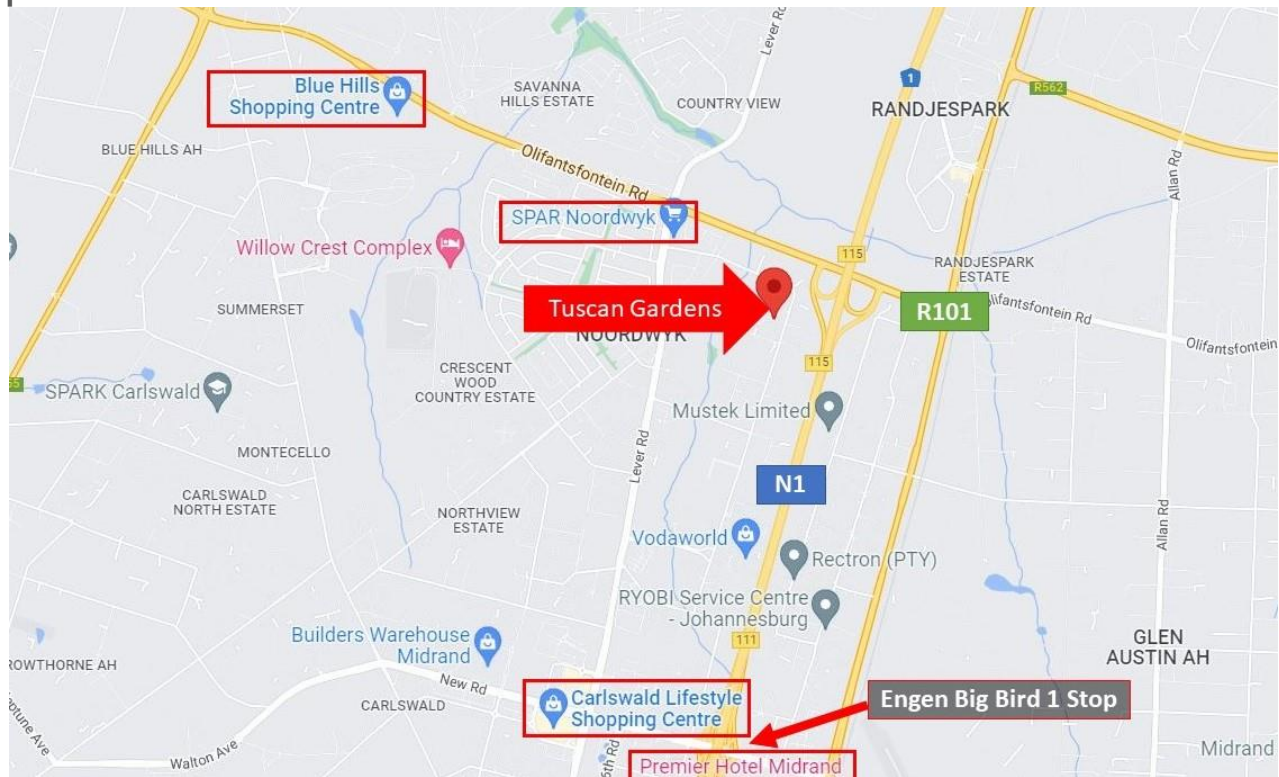 Lever Rd
Blue Hills
Shopping Centre
SAVANNA
HILLS ESTATE
COUNTRY VIEW
1
RANDJESPARK
R562
BLUE HILLS AH
Olifantsfontein Rd
Allan Rd
SPAR Noordwyk
Willow Crest Complex
115
RANDJESPARK
ESTATE
SUMMERSET
Tuscan Gardens
R101
NOORDWYK
115
Olifantsfontein
CRESCENT
WOOD
COUNTRY ESTATE
SPARK Carlswald
Mustek Limited
MONTECELLO
Lever Rd
N1
CARLSWALD
NORTH ESTATE
NORTHVIEW
ESTATE
Allan Rd
Vodaworld
Rectron (PTY)
RYOBI Service Centre
- Johannesburg
Builders Warehouse
Midrand
111
GLEN
AUSTIN AH
New Rd
CARLSWALD
Carlswald Lifestyle
Shopping Centre
Engen Big Bird 1 Stop
Walton Ave
Premier Hotel Midrand
Midrand